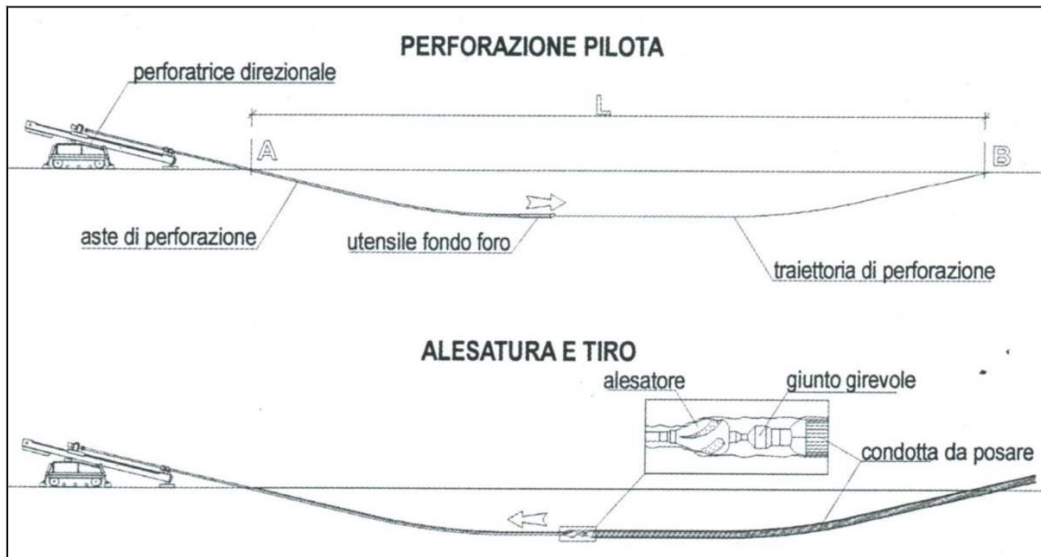 PERFORAZIONE PILOTA
perforatrice direzionale
L
A
B
aste di perforazione
utensile fondo foro
traiettoria di perforazione
ALESATURA E TIRO
alesatore
giunto girevole
condotta da posare